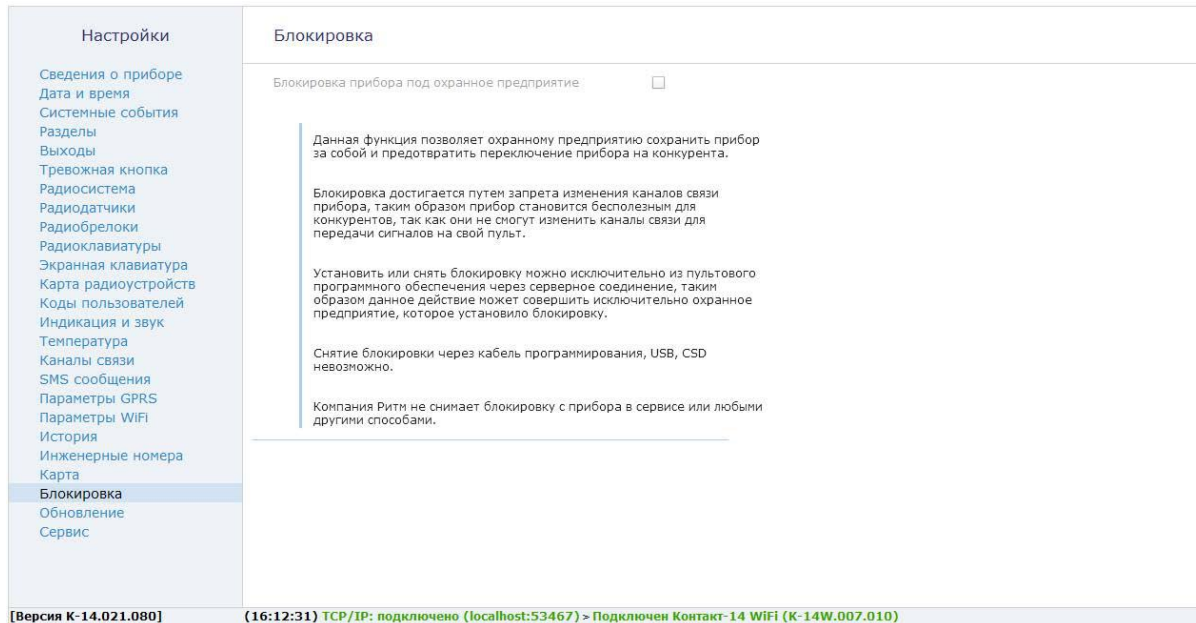 Настройки
Сведения о приборе
Дата и время
Системные события
Разделы
Выходы
Тревожная кнопка
Радиосистема
Радиодатчики
Радиобрелоки
Радиоклавиатуры
Экранная клавиатура
Карта радиоустройств
Коды пользователей
Индикация и звук
Температура
Каналы связи
SMS сообщения
Параметры GPRS
Параметры WiFi
История
Инженерные номера
Карта
Блокировка
Обновление
Сервис
Блокировка
Блокировка прибора под охранное предприятие
Данная функция позволяет охранному предприятию сохранить прибор
за собой и предотвратить переключение прибора на конкурента.
Блокировка достигается путем запрета изменения каналов связи
прибора, таким образом прибор становится бесполезным для
конкурентов, так как они не смогут изменить каналы связи для
передачи сигналов на свой пульт.
Установить или снять блокировку можно исключительно из пультового
программного обеспечения через серверное соединение, таким
образом данное действие может совершить исключительно охранное
предприятие, которое установило блокировку.
Снятие блокировки через кабель программирования, USB, CSD
невозможно.
Компания Ритм не снимает блокировку с прибора в сервисе или любыми
другими способами.
[Версия K-14.021.080]
(16:12:31) TCP/IP: подключено (localhost:53467) > Подключен Контакт-14 WiFi (K-14W.007.010)